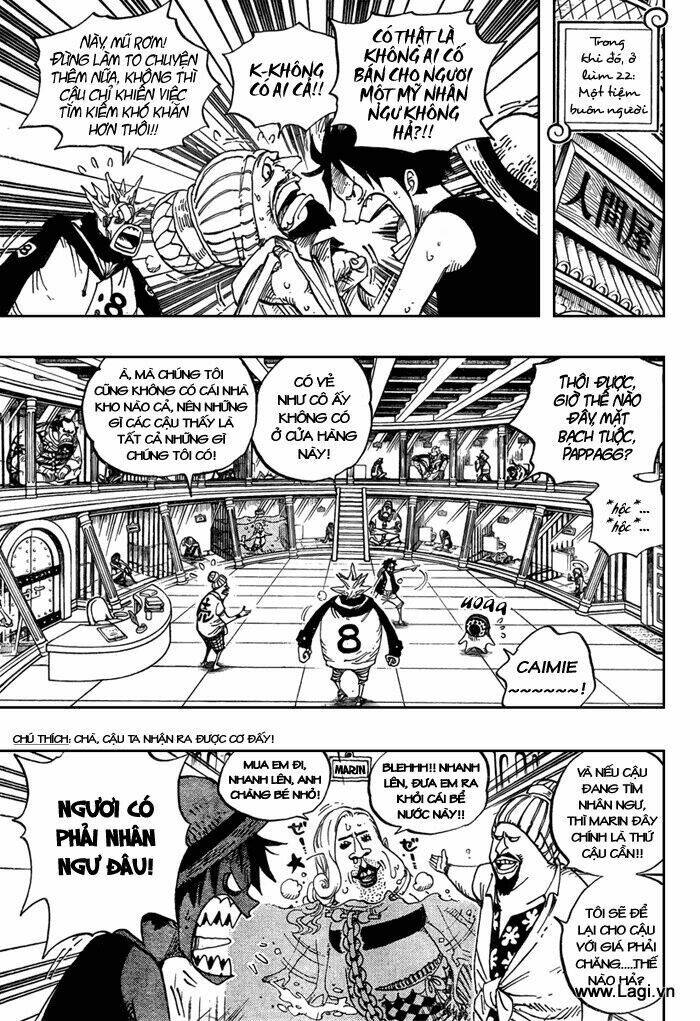 Trong
khi đó, ở
lùm 22:
Một tiệm
buôn người
人間屋
CÓ THẬT LÀ
KHÔNG AI CỐ
BÁN CHO NGƯƠI
MỘT MỸ NHÂN
NGƯ KHÔNG
HẢ?!!
K-KHÔNG
CÓ AI CẢ!!
NÀY, MŨ RƠM!
ĐỪNG LÀM TO CHUYỆN
THÊM NỮA, KHÔNG THÌ
CẬU CHỈ KHIẾN VIỆC
TÌM KIẾM KHÓ KHĂN
HƠN THÔI!!
8
THÔI ĐƯỢC,
GIỜ THẾ NÀO
ĐÂY, MẶT
BẠCH TUỘC,
PAPPAGG?
*hộc*...
*hộc*...
CÓ VẺ
NHƯ CÔ ẤY
KHÔNG CÓ Ở
CỬA HÀNG
NÀY!
À, MÀ CHÚNG TÔI
CŨNG KHÔNG CÓ CÁI NHÀ
KHO NÀO CẢ, NÊN NHỮNG
GÌ CÁC CẬU THẤY LÀ
TẤT CẢ NHỮNG GÌ
CHÚNG TÔI CÓ!
8
UOAA
CAIMIE
~~~~~~!
CHÚ THÍCH: CHÀ, CẬU TA NHẬN RA ĐƯỢC CƠ ĐẤY!
VÀ NẾU CẬU
ĐANG TÌM
NHÂN NGƯ,
THÌ MARIN ĐÂY
CHÍNH LÀ THỨ
CẬU CẦN!!
TÔI SẼ ĐỂ
LẠI CHO CẬU
VỚI GIÁ PHẢI
CHĂNG....THẾ
NÀO HẢ?
BLEHHH!! NHANH
LÊN, ĐƯA EM RA
KHỎI CÁI BỂ
NƯỚC NÀY!!
MARIN
MUA EM ĐI,
NHANH LÊN, ANH
CHÀNG BÉ NHỎ!
NGƯƠI CÓ
PHẢI NHÂN
NGƯ ĐÂU!
www.Lagi.vn